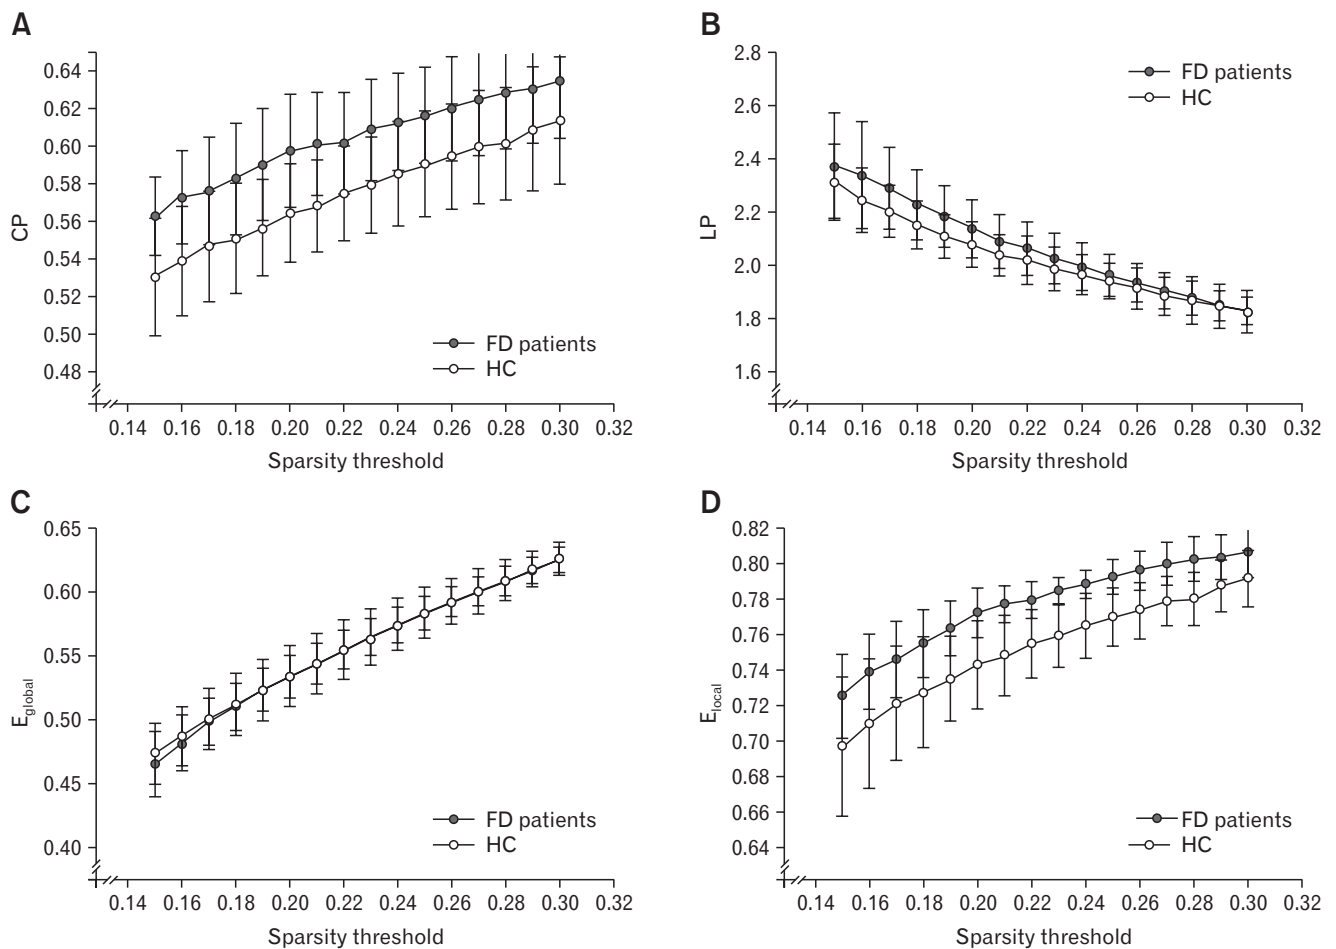 A
CP
0.64
0.62
0.60
0.58
0.56
0.54
0.52
0.50
0.48
FD patients
HC
0.14 0.16 0.18 0.20 0.22 0.24 0.26 0.28 0.30 0.32
Sparsity threshold
B
LP
2.8
2.6
2.4
2.2
2.0
1.8
1.6
FD patients
HC
0.14 0.16 0.18 0.20 0.22 0.24 0.26 0.28 0.30 0.32
Sparsity threshold
C
Eglobal
0.65
0.60
0.55
0.50
0.45
0.40
FD patients
HC
0.14 0.16 0.18 0.20 0.22 0.24 0.26 0.28 0.30 0.32
Sparsity threshold
D
Elocal
0.82
0.80
0.78
0.76
0.74
0.72
0.70
0.68
0.66
0.64
FD patients
HC
0.14 0.16 0.18 0.20 0.22 0.24 0.26 0.28 0.30 0.32
Sparsity threshold